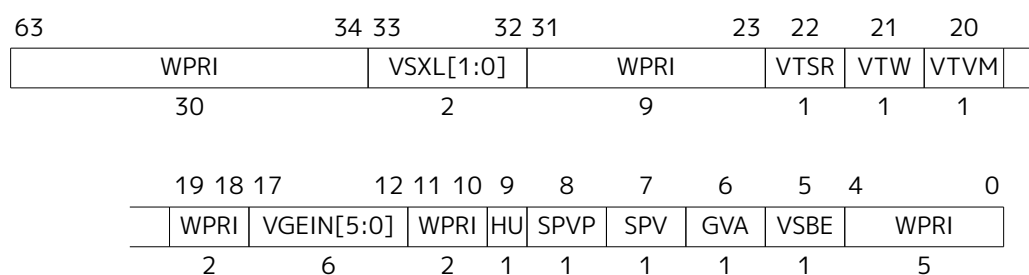 63 34 33 32 31 23 22 21 20
WPRI VSXL[1:0] WPRI VTSR VTW VTVM
30 2 9 1 1 1
19 18 17 12 11 10 9 8 7 6 5 4 0
WPRI VGEIN[5:0] WPRI HU SPVP SPV GVA VSBE WPRI
2 6 2 1 1 1 1 1 5